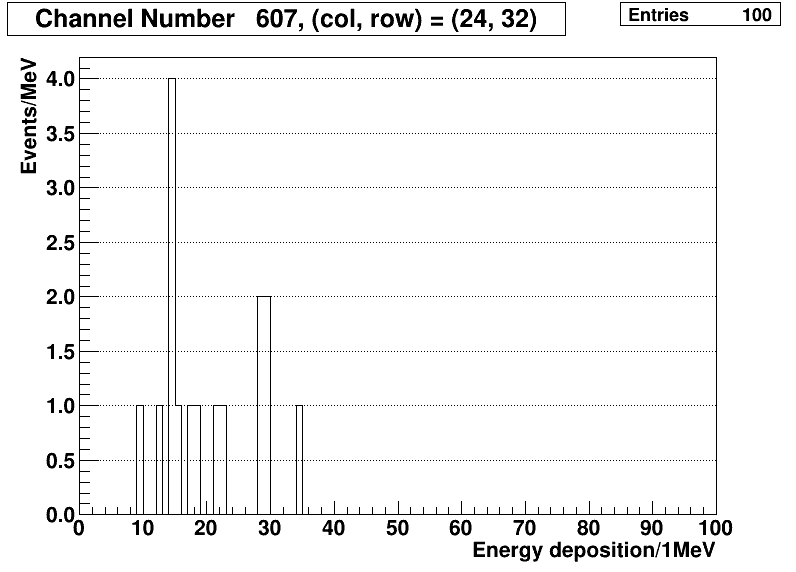 Channel Number 607, (col, row) = (24, 32)
Entries 100
Events/MeV
4.0
3.5
3.0
2.5
2.0
1.5
1.0
0.5
0.0
0 10 20 30 40 50 60 70 80 90 100
Energy deposition/1MeV